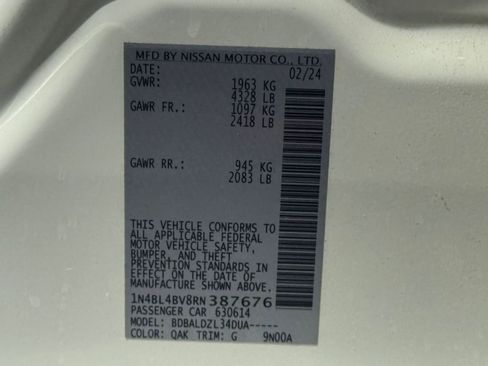 MFD BY NISSAN MOTOR CO., LTD.
DATE: 02/24
GVWR: 1963 KG
4328 LB
GAWR FR.: 1097 KG
2418 LB
GAWR RR.: 945 KG
2083 LB
THIS VEHICLE CONFORMS TO
ALL APPLICABLE FEDERAL
MOTOR VEHICLE SAFETY,
BUMPER, AND THEFT
PREVENTION STANDARDS IN
EFFECT ON THE DATE OF
MANUFACTURE SHOWN ABOVE.
1N4BL4BV8RN387676
PASSENGER CAR 630614
MODEL: BDBALDZL34DUA-----
COLOR: QAK TRIM: G 9N00A